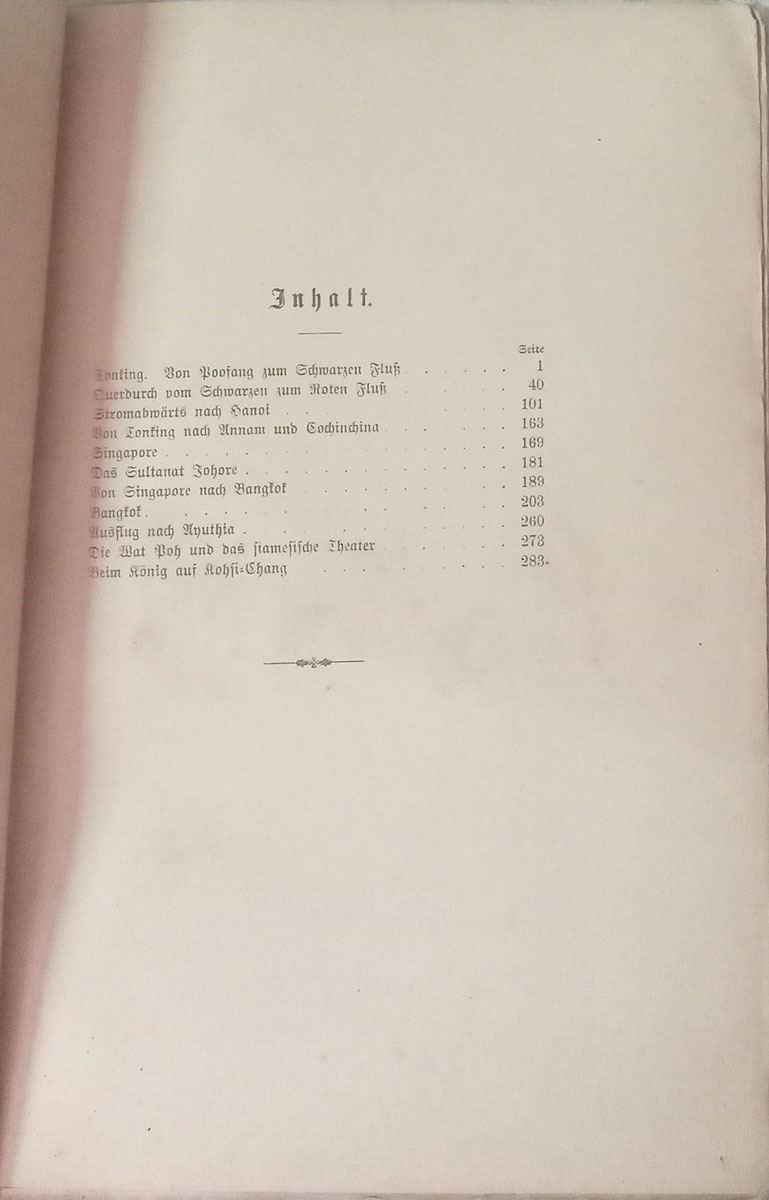 Inhalt.
Seite
Tonking. Von Poofang zum Schwarzen Fluß . . . . . 1
Querdurch vom Schwarzen zum Roten Fluß . . . . . 40
Stromabwärts nach Hanoi . . . . . 101
Von Tonking nach Annam und Cochinchina . . . . . 163
Singapore . . . . . 169
Das Sultanat Johore . . . . . 181
Von Singapore nach Bangkok . . . . . 189
Bangkok . . . . . 203
Ausflug nach Ayuthia . . . . . 260
Die Wat Poh und das siamesische Theater . . . . . 273
Beim König auf Kohsi-Chang . . . . . 283